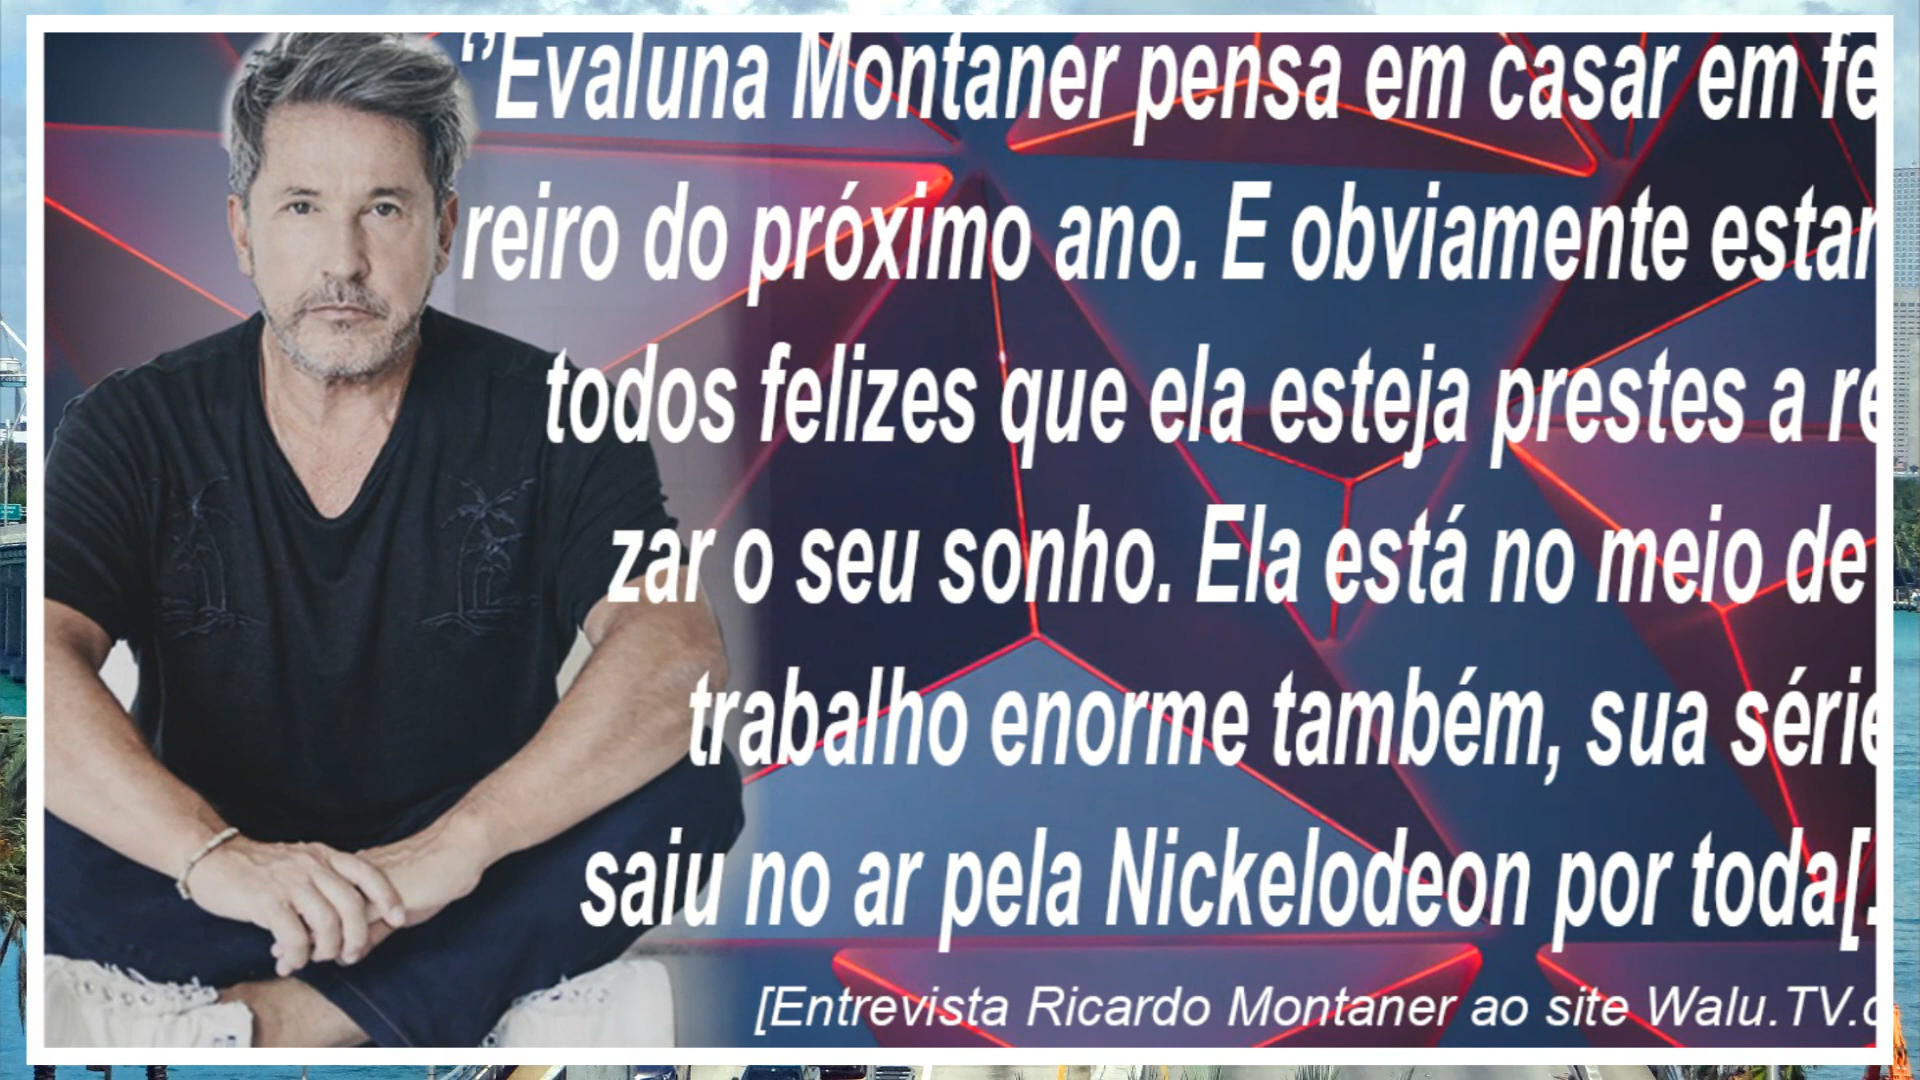 “Evaluna Montaner pensa em casar em fe
reiro do próximo ano. E obviamente estar
todos felizes que ela esteja prestes a re
zar o seu sonho. Ela está no meio de
trabalho enorme também, sua série
saiu no ar pela Nickelodeon por toda[.
[Entrevista Ricardo Montaner ao site Walu.TV.c